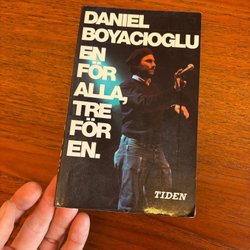 DANIEL
BOYACIOGLU
EN
FÖR
ALLA,
TRE
FÖR
EN.
TIDEN